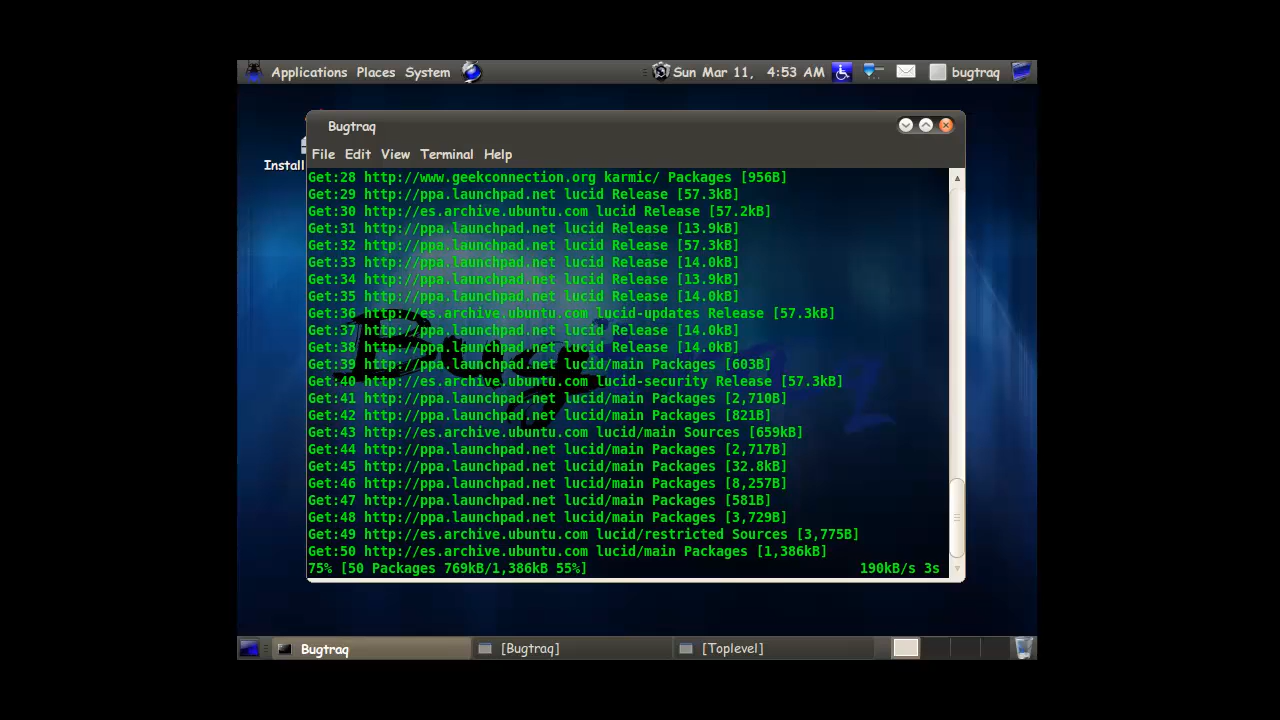 Applications Places System Sun Mar 11, 4:53 AM bugtraq
Bugtraq
File Edit View Terminal Help
Install
Get:28 http://www.geekconnection.org karmic/ Packages [956B]
Get:29 http://ppa.launchpad.net lucid Release [57.3kB]
Get:30 http://es.archive.ubuntu.com lucid Release [57.2kB]
Get:31 http://ppa.launchpad.net lucid Release [13.9kB]
Get:32 http://ppa.launchpad.net lucid Release [57.3kB]
Get:33 http://ppa.launchpad.net lucid Release [14.0kB]
Get:34 http://ppa.launchpad.net lucid Release [13.9kB]
Get:35 http://ppa.launchpad.net lucid Release [14.0kB]
Get:36 http://es.archive.ubuntu.com lucid-updates Release [57.3kB]
Get:37 http://ppa.launchpad.net lucid Release [14.0kB]
Get:38 http://ppa.launchpad.net lucid Release [14.0kB]
Get:39 http://ppa.launchpad.net lucid/main Packages [603B]
Get:40 http://es.archive.ubuntu.com lucid-security Release [57.3kB]
Get:41 http://ppa.launchpad.net lucid/main Packages [2,710B]
Get:42 http://ppa.launchpad.net lucid/main Packages [821B]
Get:43 http://es.archive.ubuntu.com lucid/main Sources [659kB]
Get:44 http://ppa.launchpad.net lucid/main Packages [2,717B]
Get:45 http://ppa.launchpad.net lucid/main Packages [32.8kB]
Get:46 http://ppa.launchpad.net lucid/main Packages [8,257B]
Get:47 http://ppa.launchpad.net lucid/main Packages [581B]
Get:48 http://ppa.launchpad.net lucid/main Packages [3,729B]
Get:49 http://es.archive.ubuntu.com lucid/restricted Sources [3,775B]
Get:50 http://es.archive.ubuntu.com lucid/main Packages [1,386kB]
75% [50 Packages 769kB/1,386kB 55%] 190kB/s 3s
Bugtraq [Bugtraq] [Toplevel]